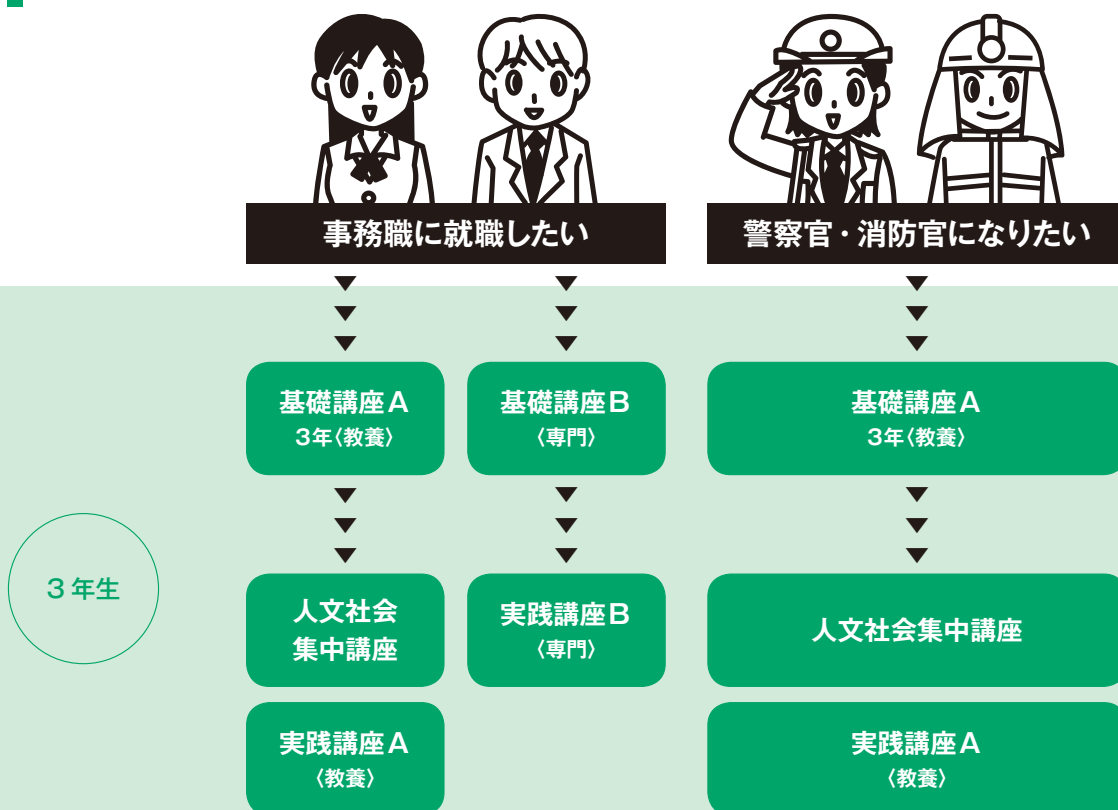 事務職に就職したい
警察官・消防官になりたい
3年生
基礎講座A
3年〈教養〉
基礎講座B
〈専門〉
基礎講座A
3年〈教養〉
人文社会
集中講座
実践講座B
〈専門〉
人文社会集中講座
実践講座A
〈教養〉
実践講座A
〈教養〉